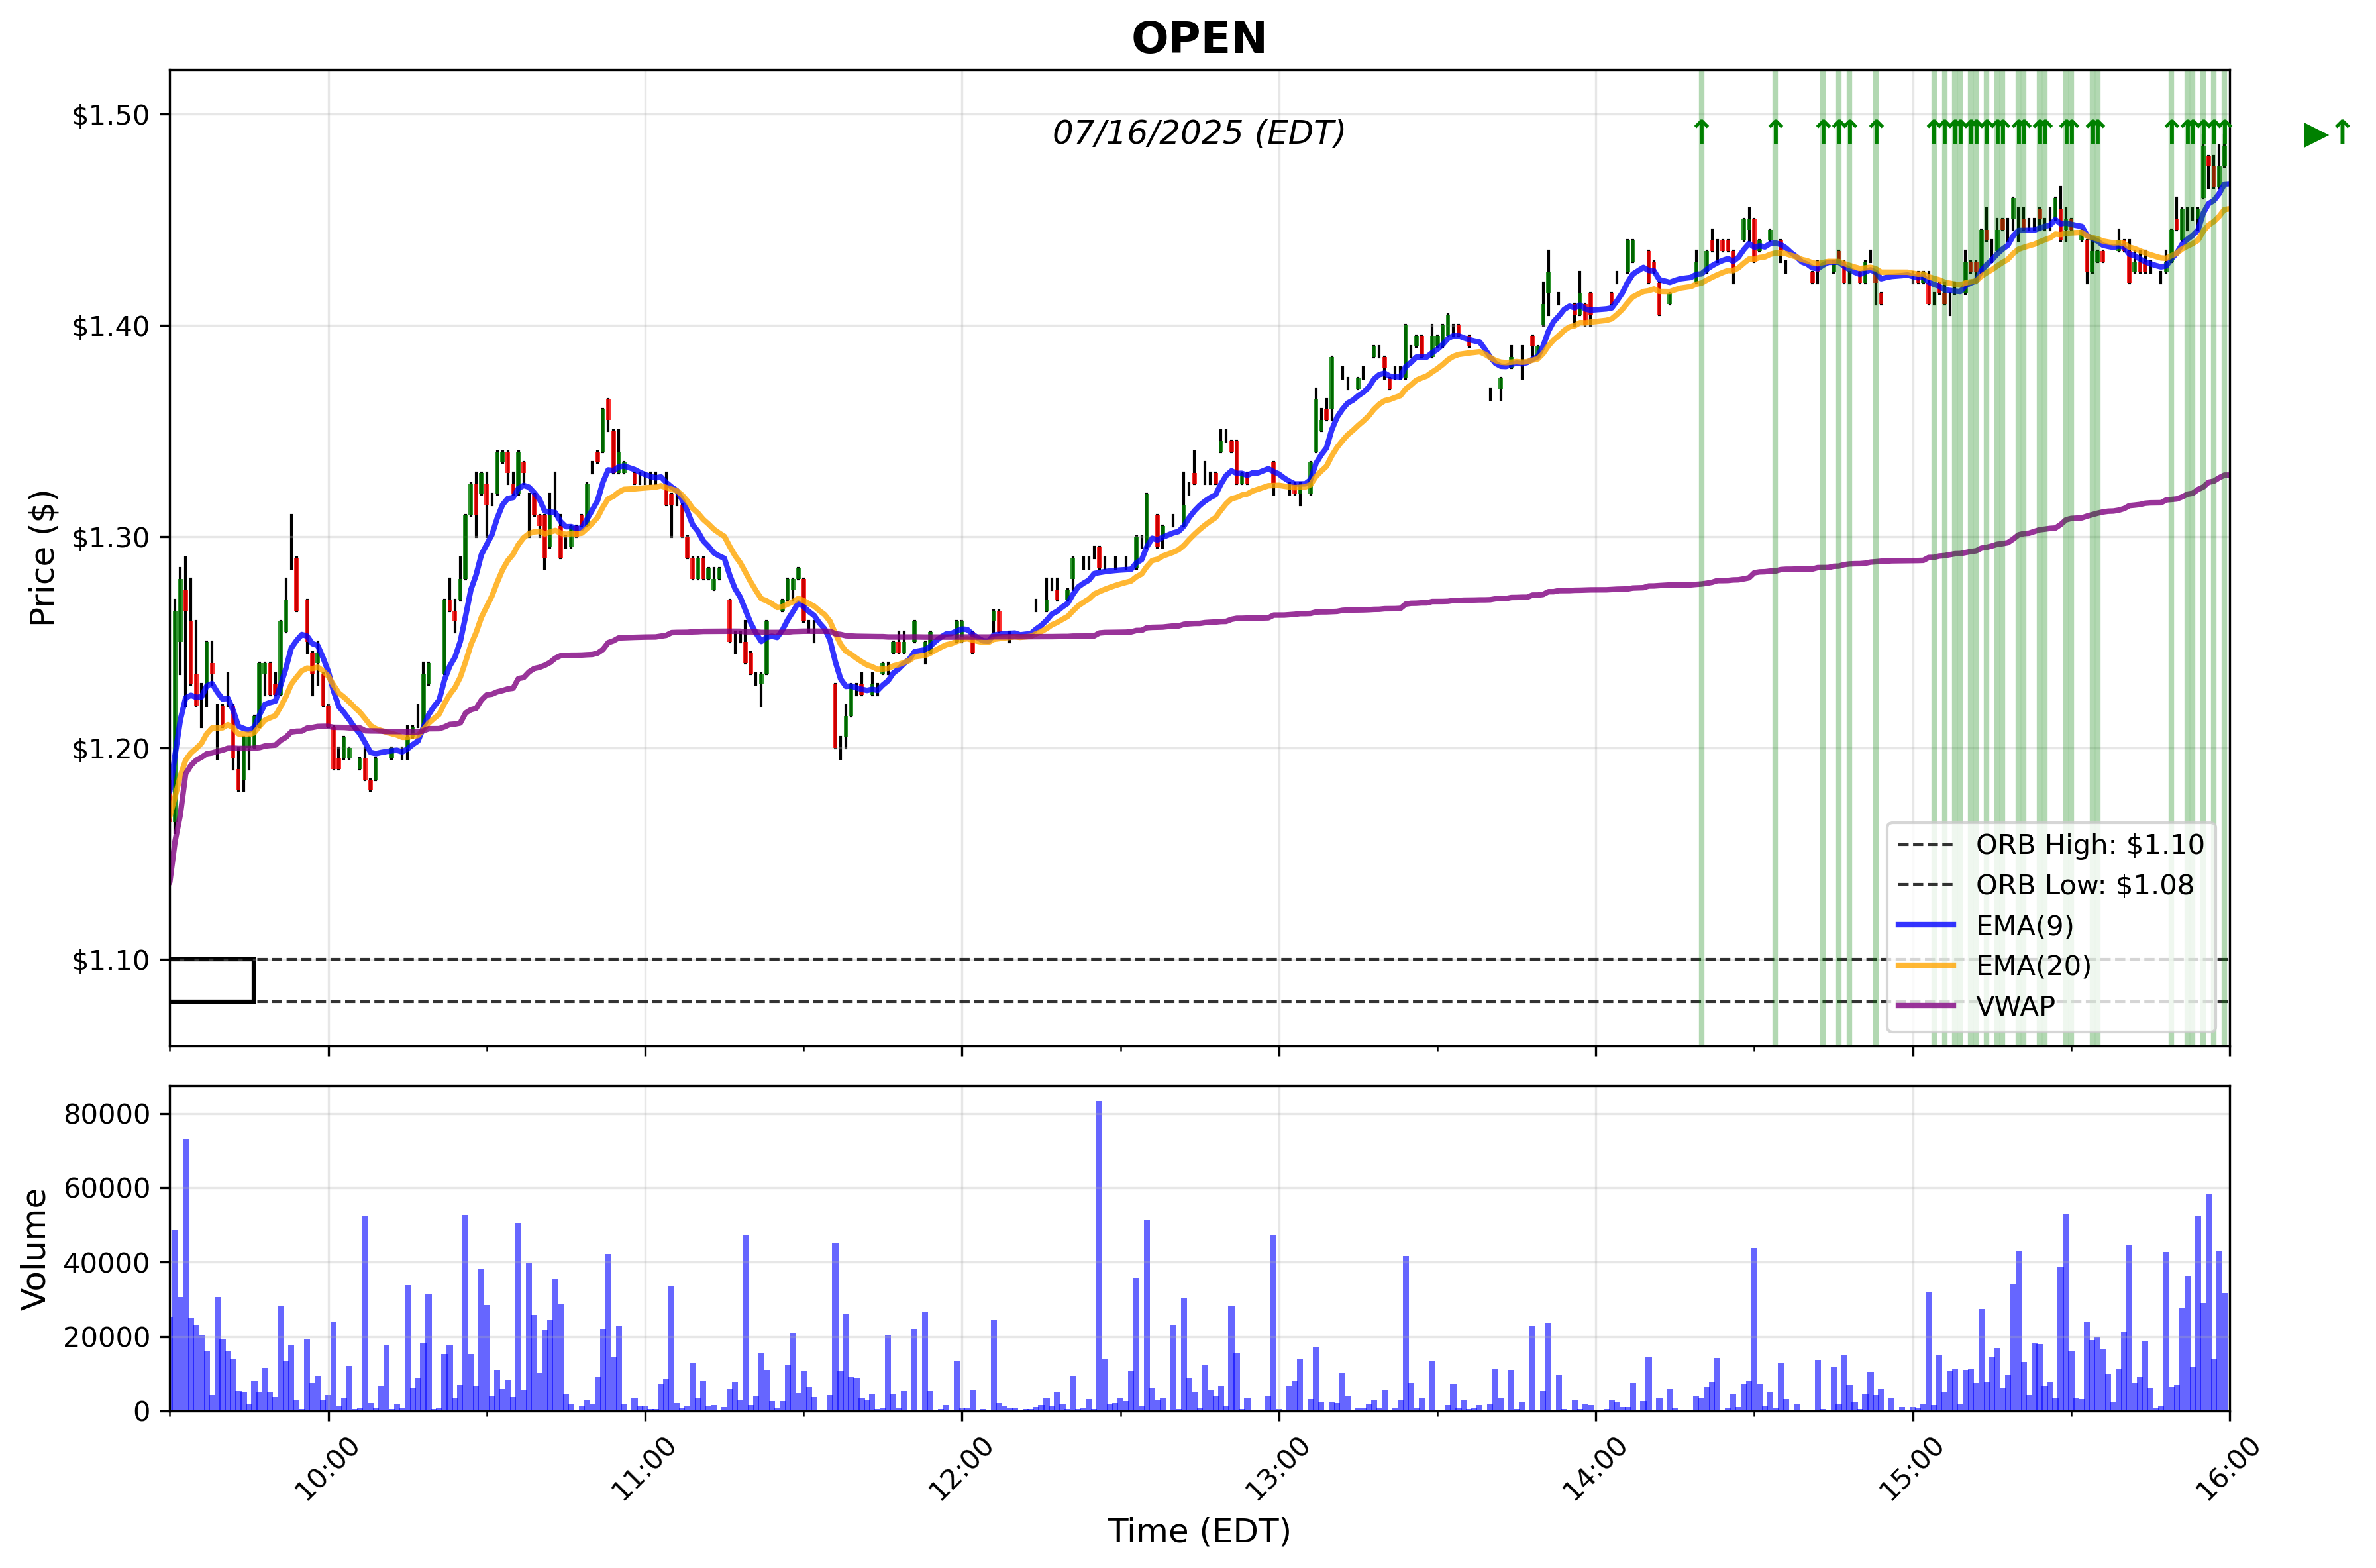 OPEN
07/16/2025 (EDT)
Price ($)
$1.50
$1.40
$1.30
$1.20
$1.10
ORB High: $1.10
ORB Low: $1.08
EMA(9)
EMA(20)
VWAP
Volume
80000
60000
40000
20000
0
10:00
11:00
12:00
13:00
14:00
15:00
16:00
Time (EDT)